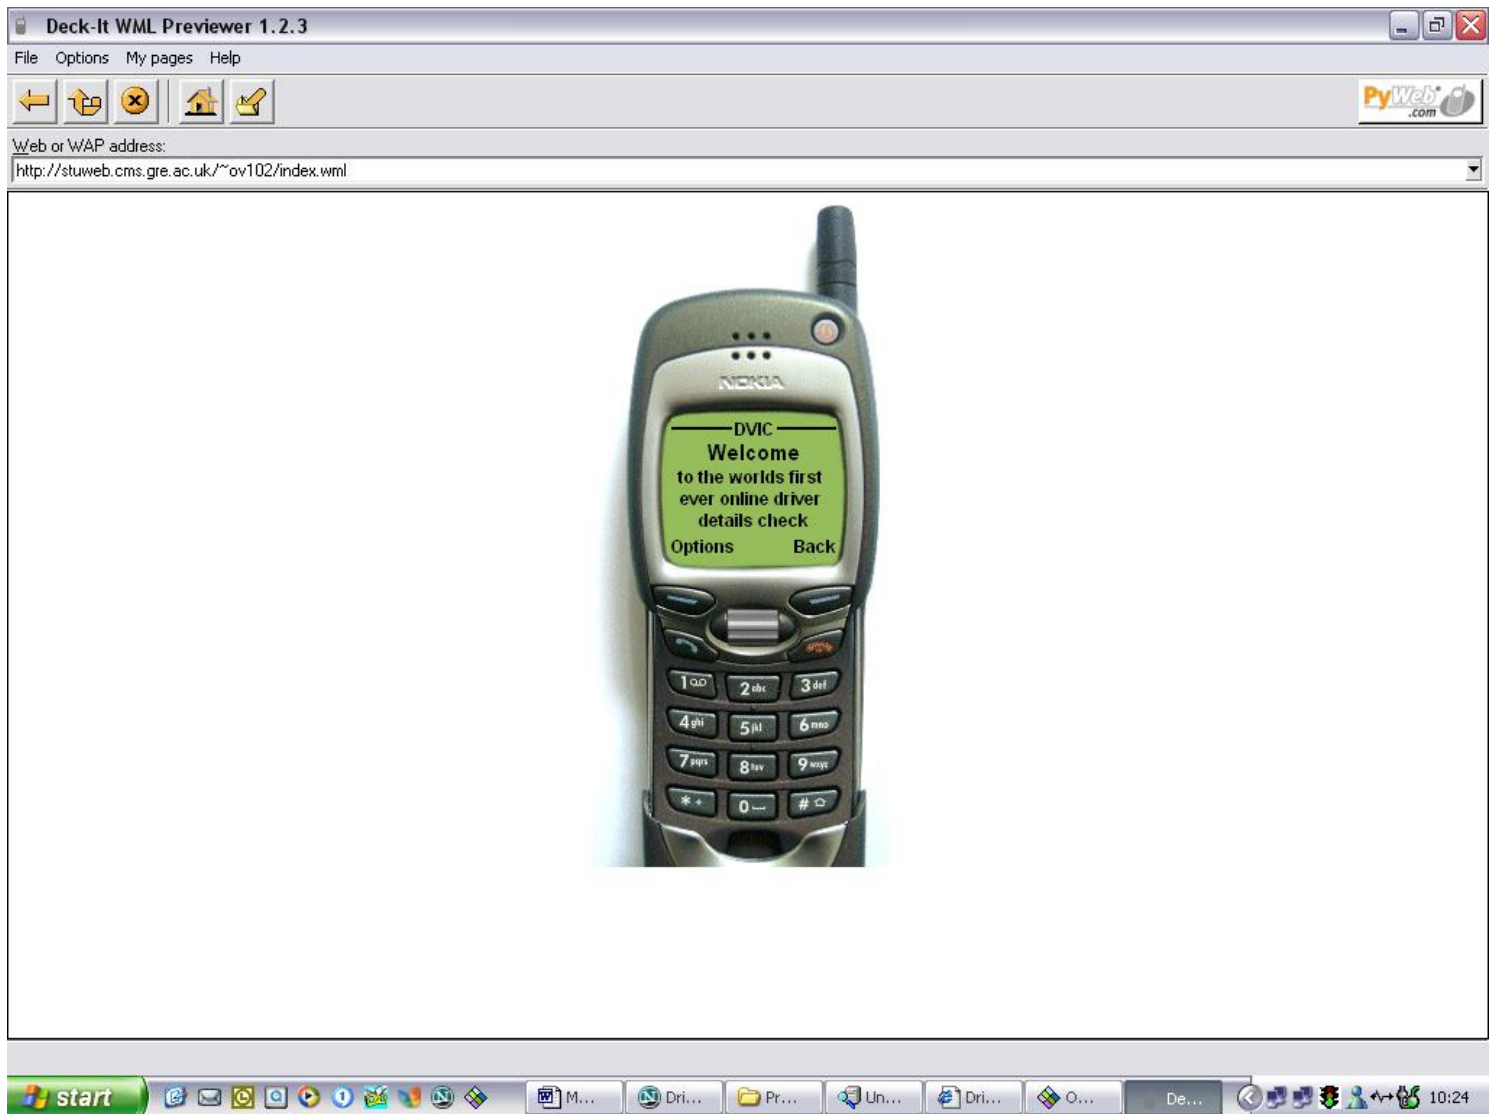 Deck-It WML Previewer 1.2.3
File Options My pages Help
PyWeb .com
Web or WAP address:
http://stuweb.cms.gre.ac.uk/~ov102/index.wml
NOKIA
DVIC
Welcome
to the worlds first
ever online driver
details check
Options Back
1 2 abc 3 def
4 ghi 5 jkl 6 mno
7 pqrs 8 tuv 9 wxyz
* + 0 #
start M... Dri... Pr... Un... Dri... O... De... 10:24